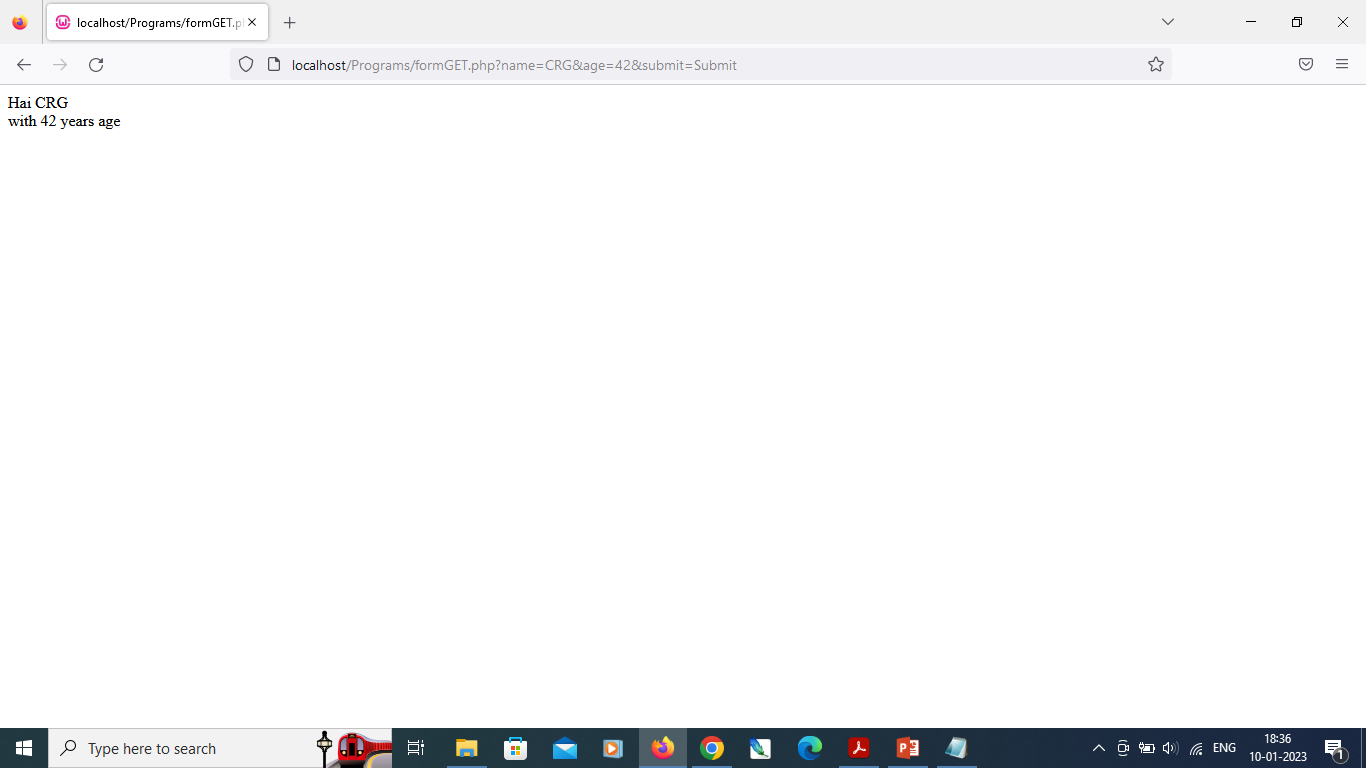 localhost/Programs/formGET.p
localhost/Programs/formGET.php?name=CRG&age=42&submit=Submit
Hai CRG
with 42 years age
Type here to search
ENG
18:36
10-01-2023
1